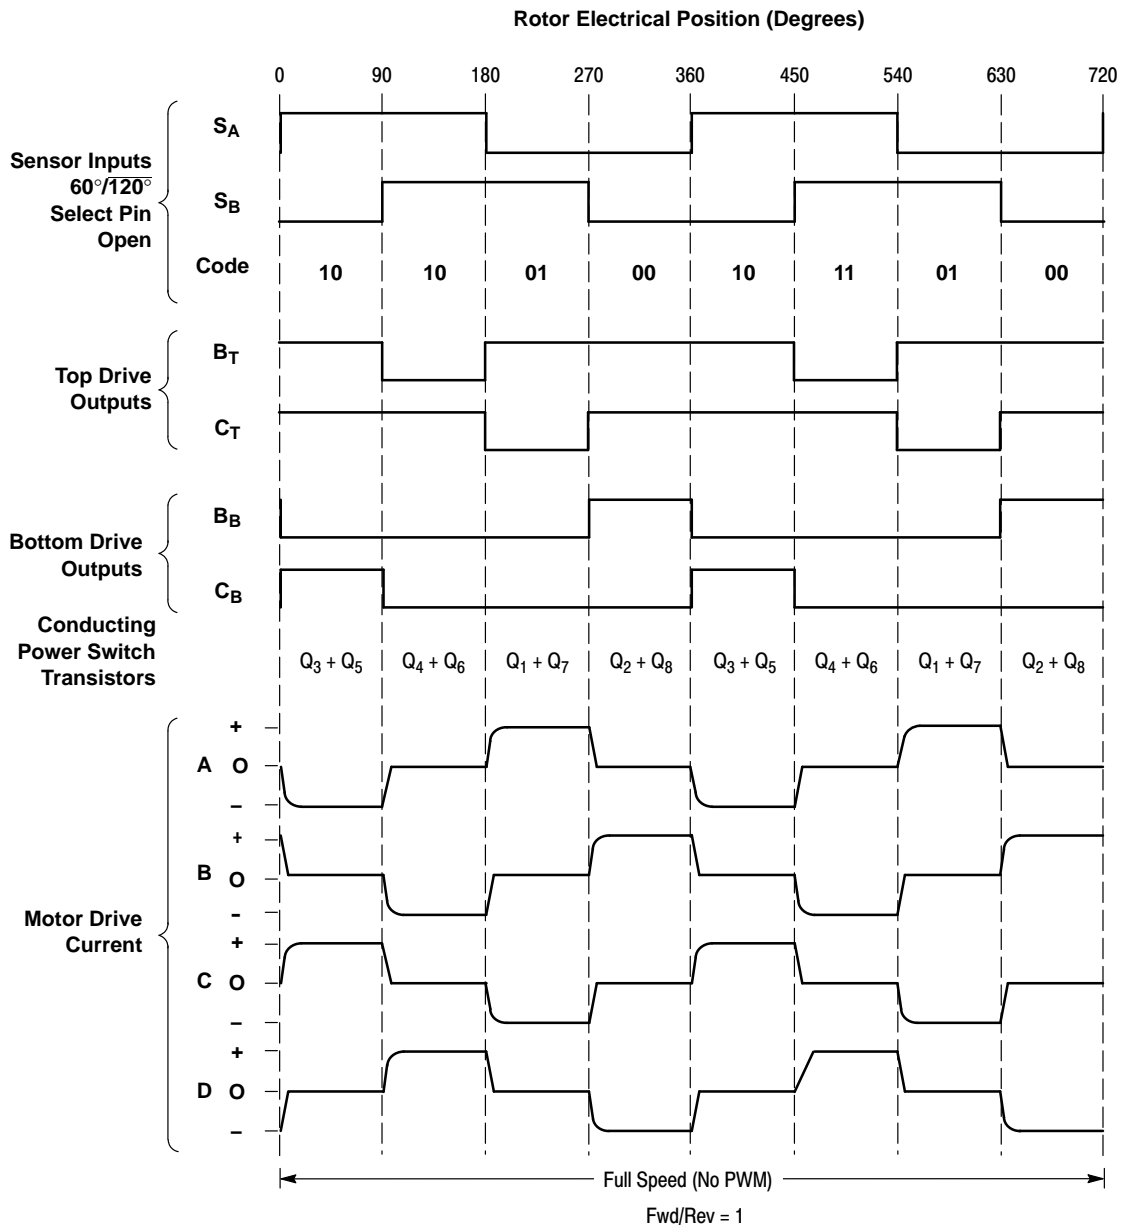 Rotor Electrical Position (Degrees)
0 90 180 270 360 450 540 630 720
Sensor Inputs
60°/120°
Select Pin
Open
SA
SB
Code 10 10 01 00 10 11 01 00
Top Drive
Outputs
BT
CT
Bottom Drive
Outputs
BB
CB
Conducting
Power Switch
Transistors
Q3 + Q5 Q4 + Q6 Q1 + Q7 Q2 + Q8 Q3 + Q5 Q4 + Q6 Q1 + Q7 Q2 + Q8
Motor Drive
Current
+
A O
−
+
B O
−
+
C O
−
+
D O
−
Full Speed (No PWM)
Fwd/Rev = 1